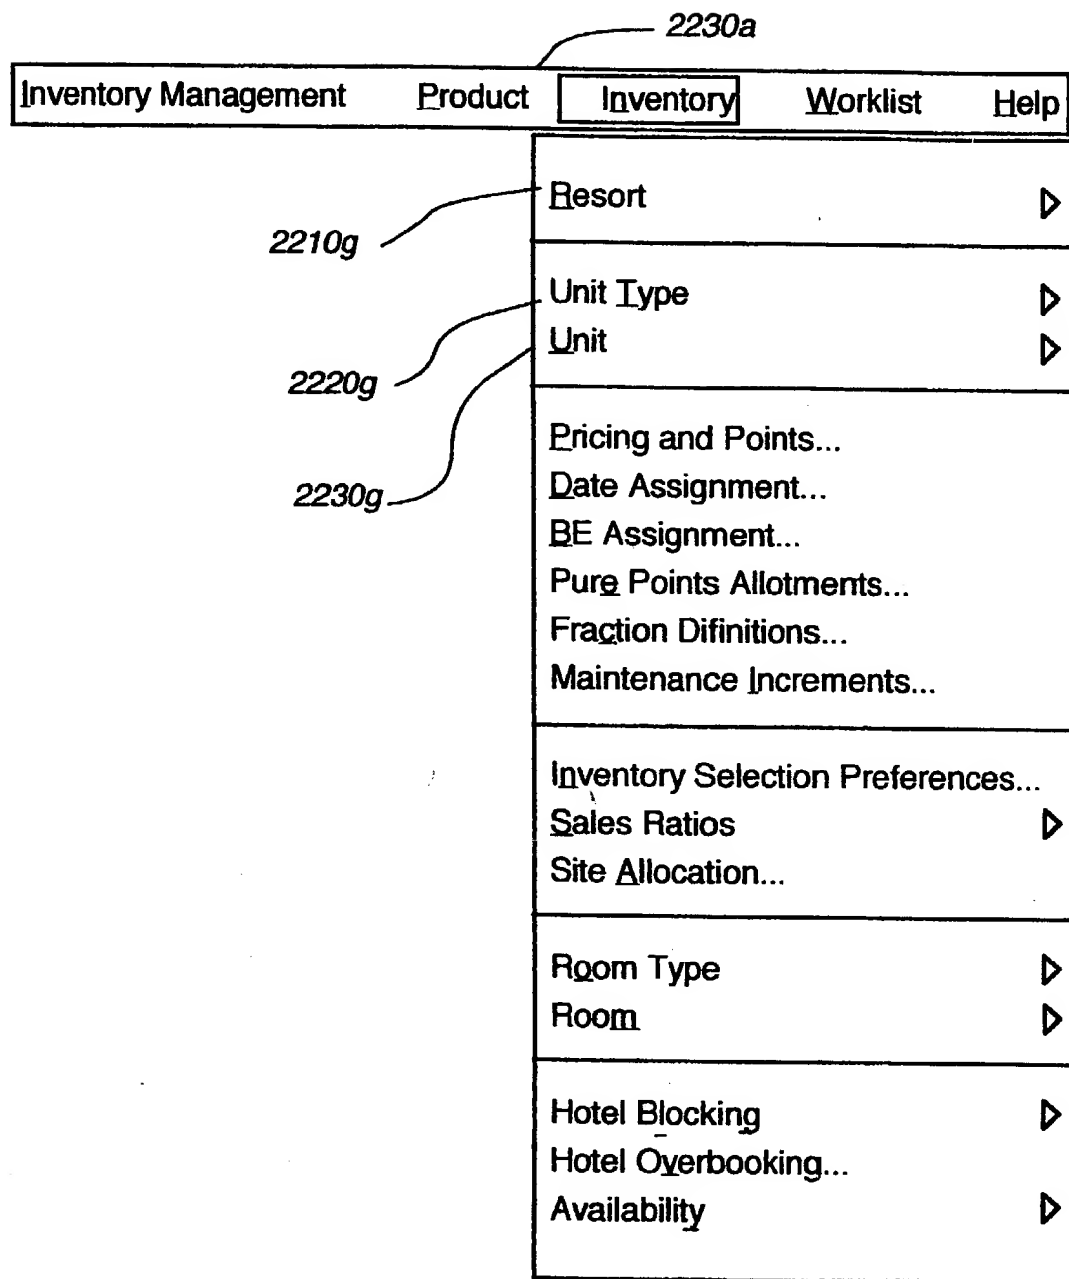 2230a
Inventory Management Product Inventory Worklist Help
Resort
2210g
Unit Type
Unit
2220g
Pricing and Points...
Date Assignment...
2230g
BE Assignment...
Pure Points Allotments...
Fraction Difinitions...
Maintenance Increments...
Inventory Selection Preferences...
Sales Ratios
Site Allocation...
Room Type
Room
Hotel Blocking
Hotel Overbooking...
Availability